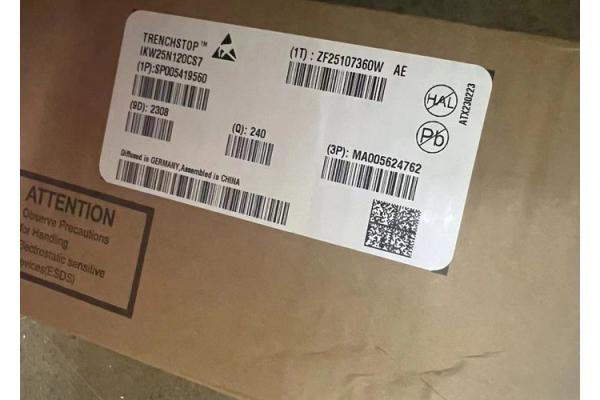 TRENCHSTOP™
IKW25N120CS7
(1P):SP005419560
(9D): 2308
(Q): 240
Diffused in GERMANY,Assembled in CHINA
(1T) : ZF25107360W AE
(3P): MA005624762
HAL
Pb
ATX230223
ATTENTION
Observe Precautions
for Handling
Electrostatic sensitive
Devices(ESDS)